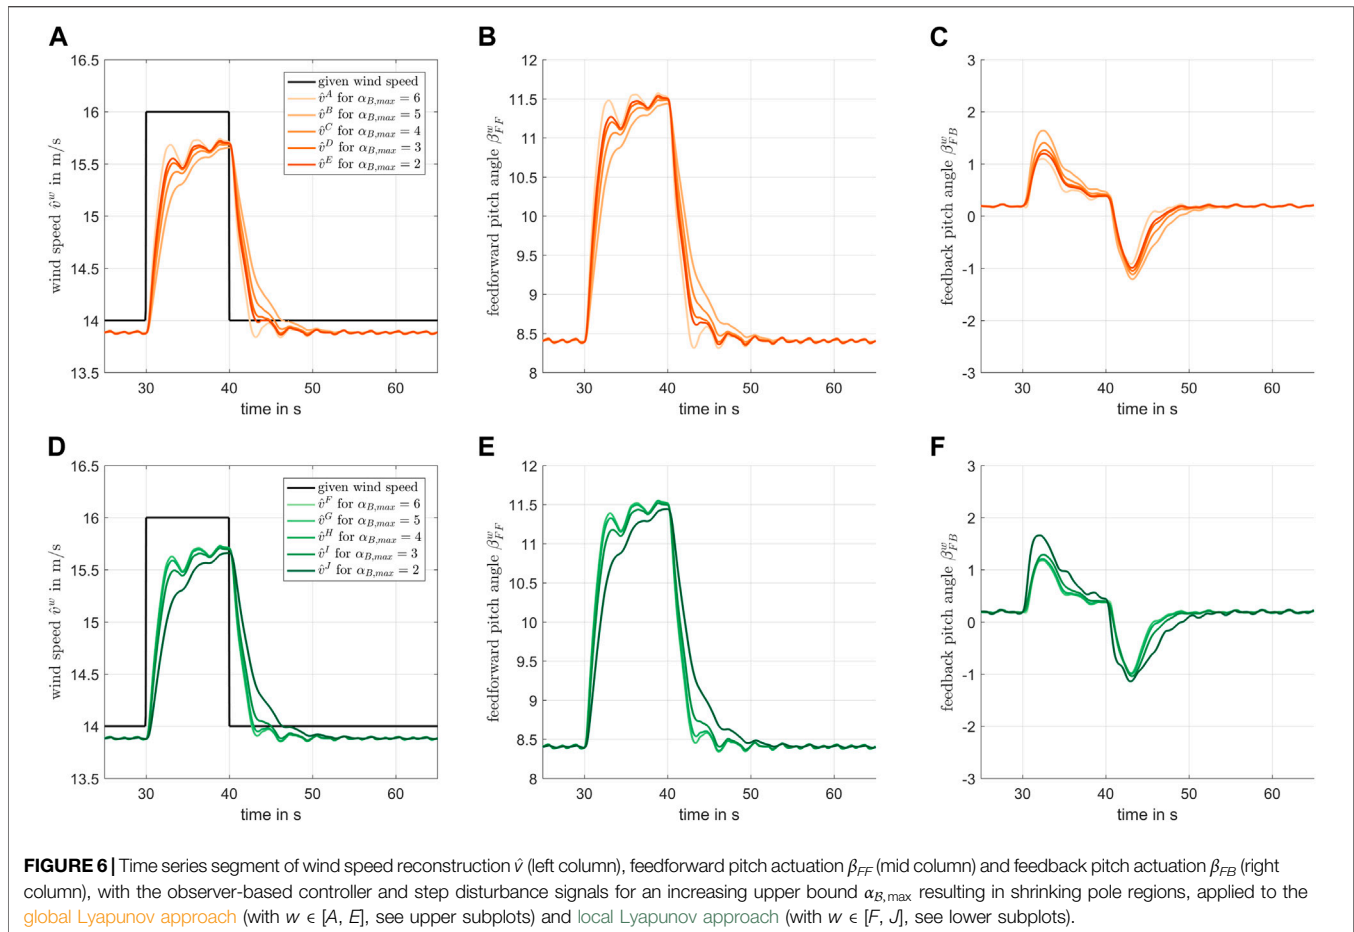 A
16.5
16
15.5
15
14.5
14
13.5
30
40
50
60
wind speed v̂ʷ in m/s
time in s
given wind speed
v̂ᴬ for α_B,max = 6
v̂ᴮ for α_B,max = 5
v̂ᶜ for α_B,max = 4
v̂ᴰ for α_B,max = 3
v̂ᴱ for α_B,max = 2
B
12
11.5
11
10.5
10
9.5
9
8.5
8
30
40
50
60
feedforward pitch angle βʷ_FF
time in s
C
3
2
1
0
-1
-2
-3
30
40
50
60
feedback pitch angle βʷ_FB
time in s
D
16.5
16
15.5
15
14.5
14
13.5
30
40
50
60
wind speed v̂ʷ in m/s
time in s
given wind speed
v̂ᶠ for α_B,max = 6
v̂ᴳ for α_B,max = 5
v̂ᴴ for α_B,max = 4
v̂ᴵ for α_B,max = 3
v̂ᴶ for α_B,max = 2
E
12
11.5
11
10.5
10
9.5
9
8.5
8
30
40
50
60
feedforward pitch angle βʷ_FF
time in s
F
3
2
1
0
-1
-2
-3
30
40
50
60
feedback pitch angle βʷ_FB
time in s
FIGURE 6 | Time series segment of wind speed reconstruction v̂ (left column), feedforward pitch actuation β_FF (mid column) and feedback pitch actuation β_FB (right
column), with the observer-based controller and step disturbance signals for an increasing upper bound α_ℬ,max resulting in shrinking pole regions, applied to the
global Lyapunov approach (with w ∈ [A, E], see upper subplots) and local Lyapunov approach (with w ∈ [F, J], see lower subplots).